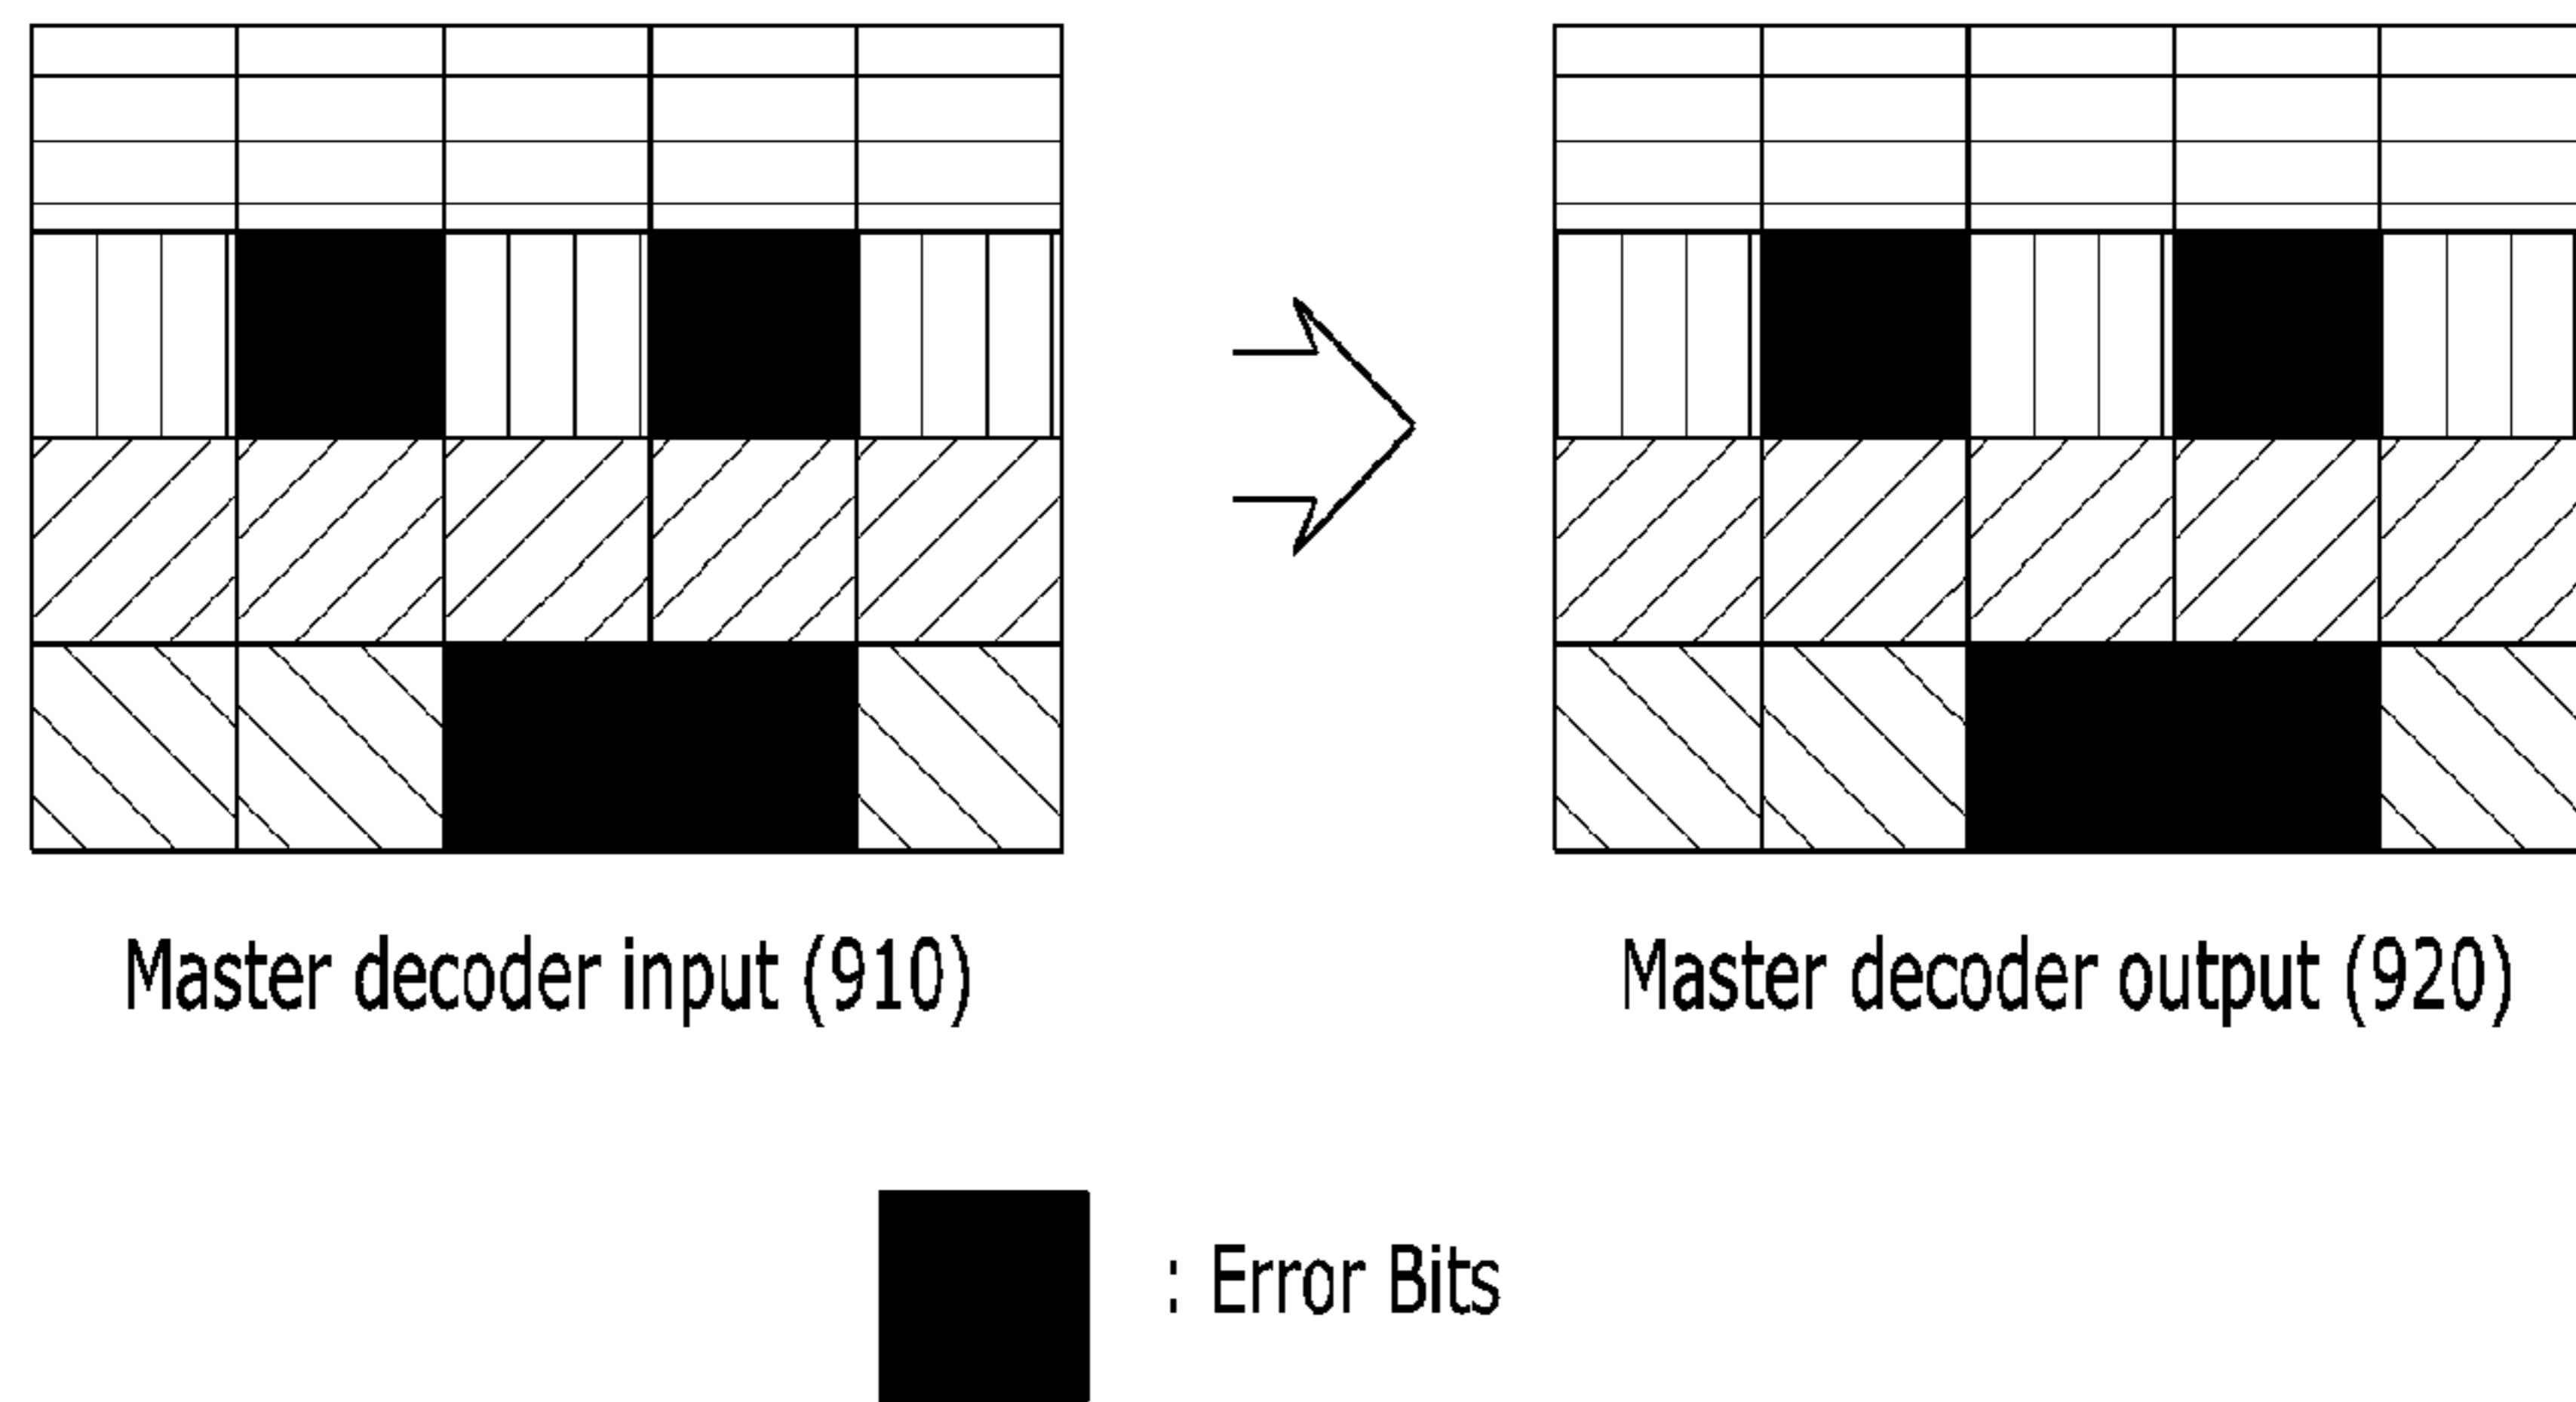 Master decoder input (910)
Master decoder output (920)
: Error Bits